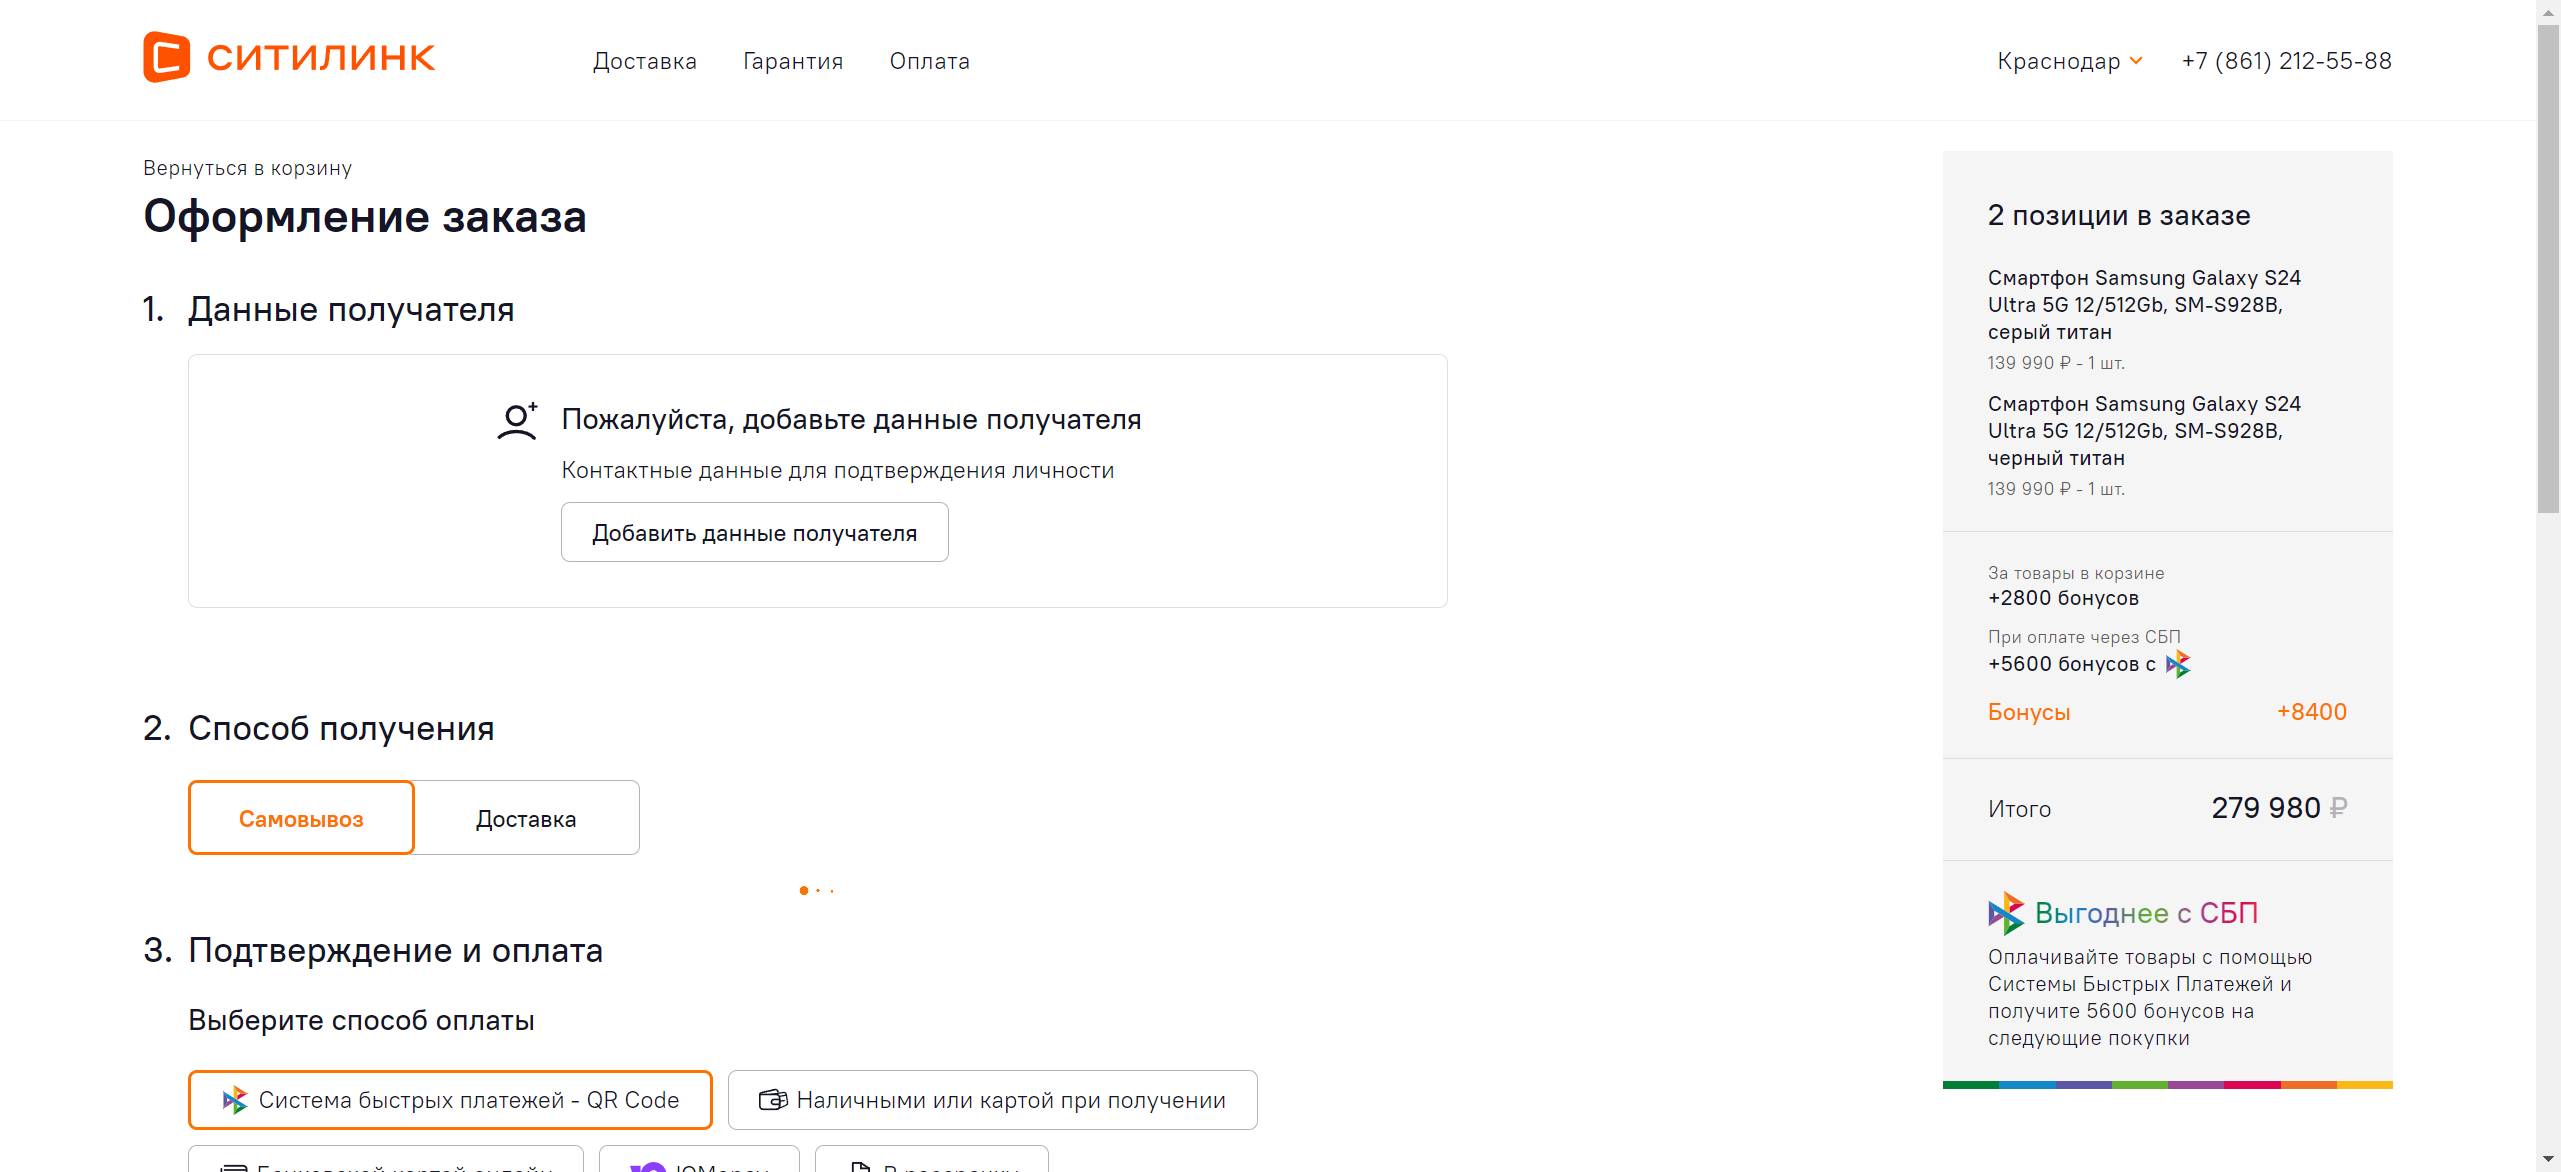 СИТИЛИНК
Доставка
Гарантия
Оплата
Краснодар
+7 (861) 212-55-88
Вернуться в корзину
Оформление заказа
1. Данные получателя
Пожалуйста, добавьте данные получателя
Контактные данные для подтверждения личности
Добавить данные получателя
2. Способ получения
Самовывоз
Доставка
3. Подтверждение и оплата
Выберите способ оплаты
Система быстрых платежей - QR Code
Наличными или картой при получении
Банковской картой онлайн
ЮMoney
В рассрочку
2 позиции в заказе
Смартфон Samsung Galaxy S24
Ultra 5G 12/512Gb, SM-S928B,
серый титан
139 990 ₽ - 1 шт.
Смартфон Samsung Galaxy S24
Ultra 5G 12/512Gb, SM-S928B,
черный титан
139 990 ₽ - 1 шт.
За товары в корзине
+2800 бонусов
При оплате через СБП
+5600 бонусов с
Бонусы +8400
Итого 279 980 ₽
Выгоднее с СБП
Оплачивайте товары с помощью
Системы Быстрых Платежей и
получите 5600 бонусов на
следующие покупки